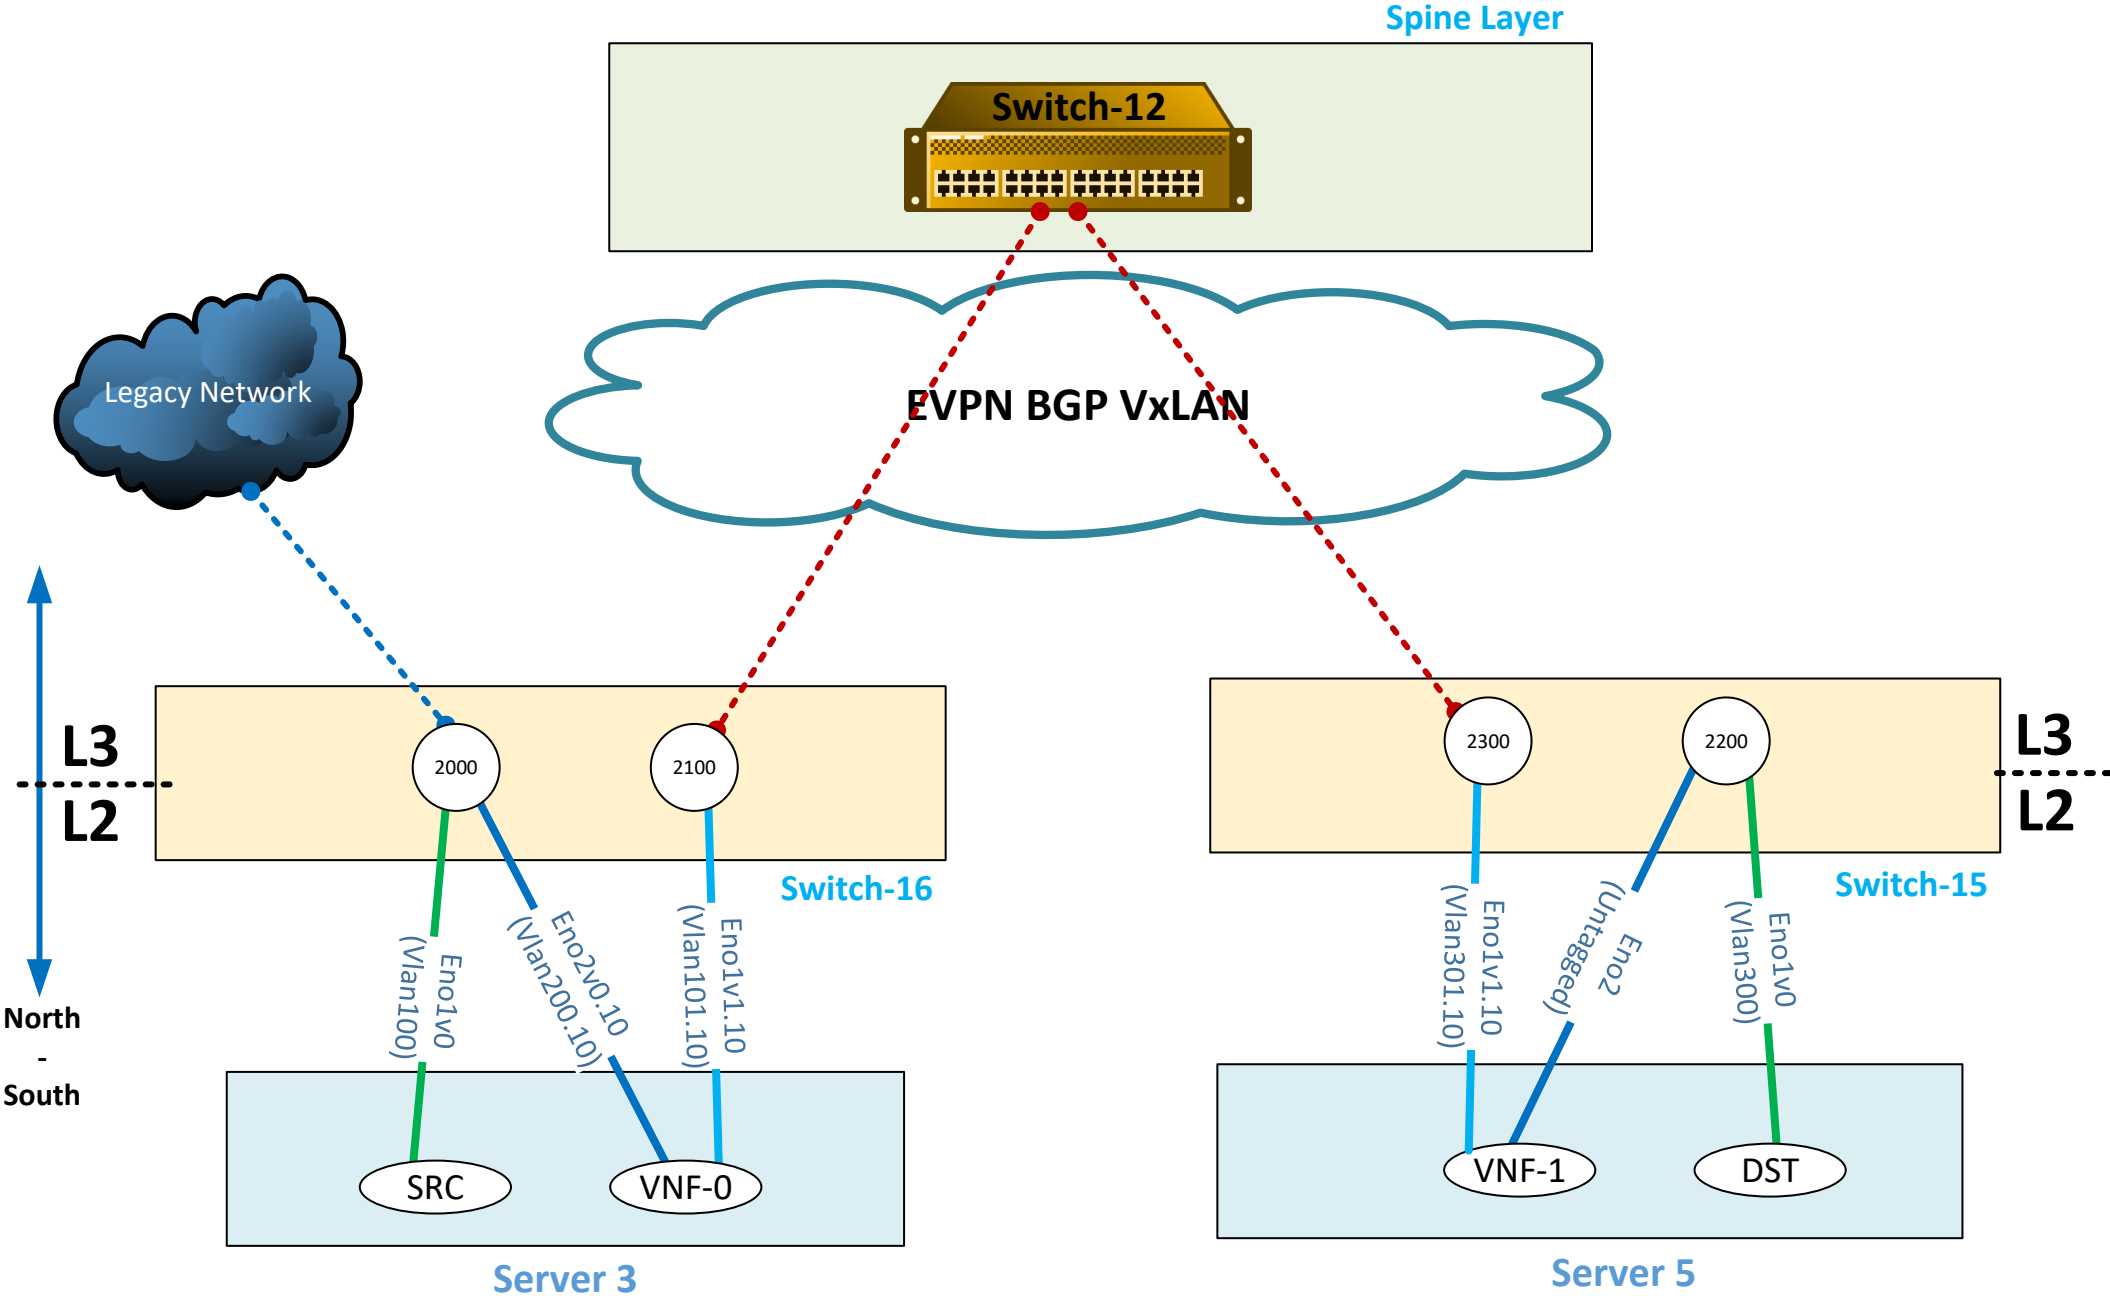 Spine Layer
Switch-12
Legacy Network
EVPN BGP VxLAN
L3
L2
2000
2100
2300
2200
L3
L2
Switch-16
Switch-15
Eno1v0
(Vlan100)
Eno2v0.10
(Vlan200.10)
Eno1v1.10
(Vlan101.10)
Eno1v1.10
(Vlan301.10)
Eno2
(Untagged)
Eno1v0
(Vlan300)
North
-
South
SRC
VNF-0
VNF-1
DST
Server 3
Server 5